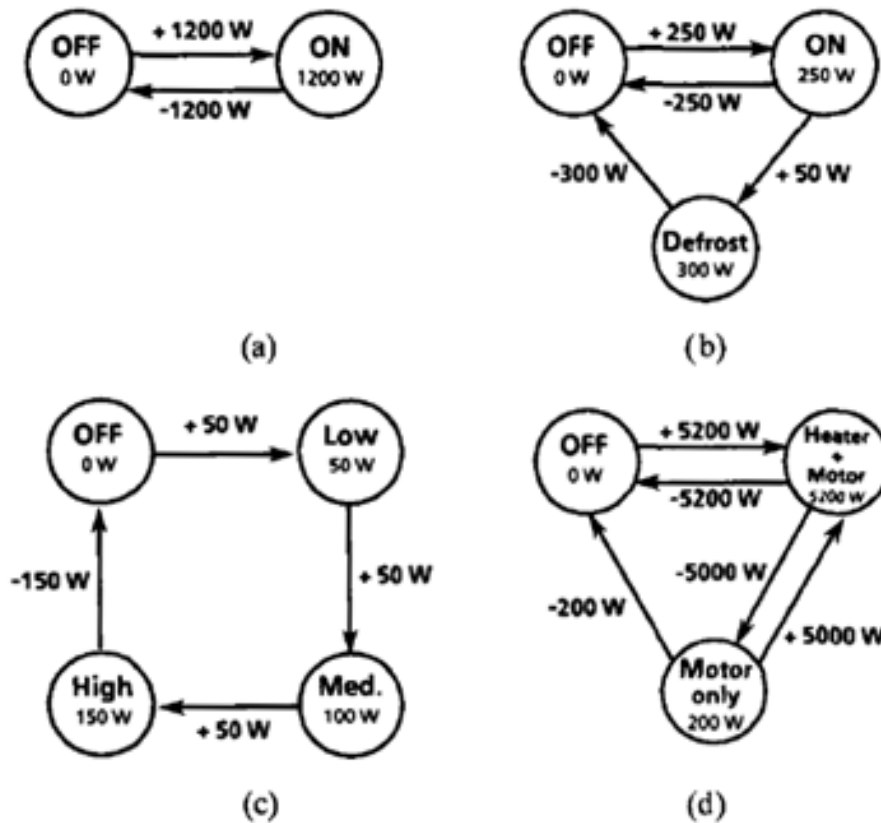 OFF
0 W
+ 1200 W
-1200 W
ON
1200 W
(a)
OFF
0 W
+ 250 W
-250 W
ON
250 W
-300 W
+ 50 W
Defrost
300 W
(b)
OFF
0 W
+ 50 W
Low
50 W
-150 W
+ 50 W
High
150 W
+ 50 W
Med.
100 W
(c)
OFF
0 W
+ 5200 W
-5200 W
Heater
+
Motor
5200 W
-5000 W
-200 W
+ 5000 W
Motor
only
200 W
(d)